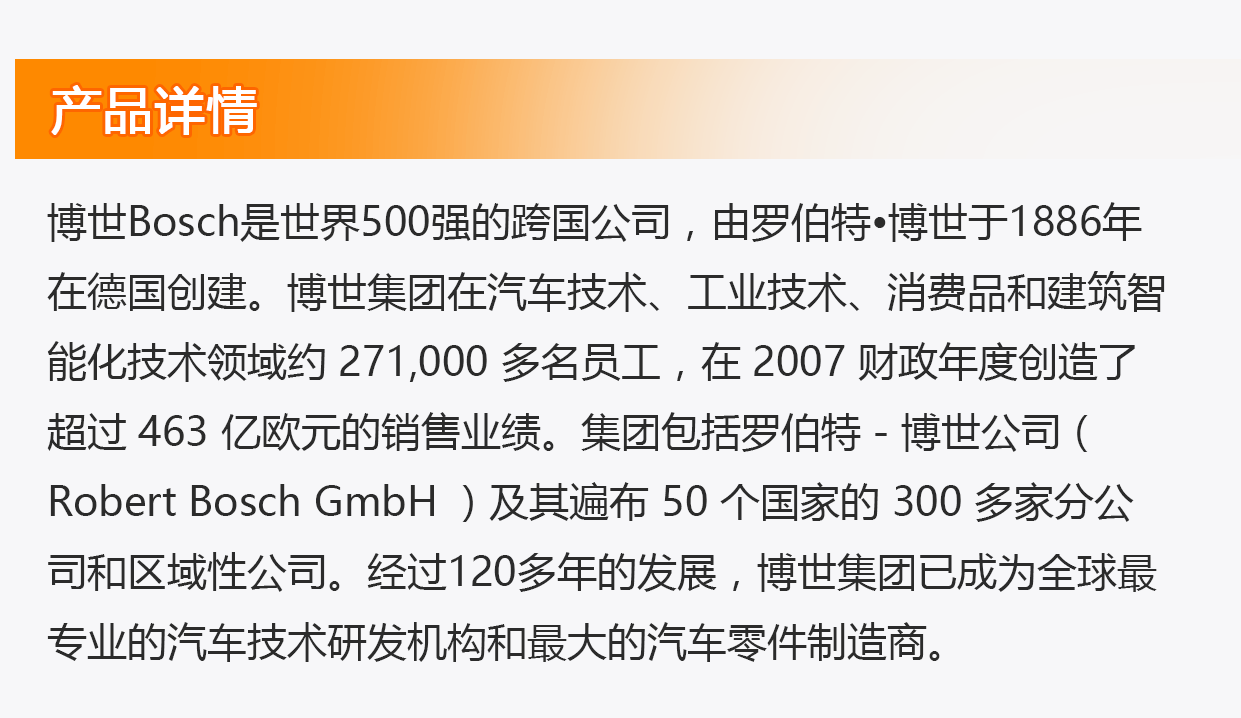 产品详情
博世Bosch是世界500强的跨国公司，由罗伯特•博世于1886年
在德国创建。博世集团在汽车技术、工业技术、消费品和建筑智
能化技术领域约 271,000 多名员工，在 2007 财政年度创造了
超过 463 亿欧元的销售业绩。集团包括罗伯特 - 博世公司（
Robert Bosch GmbH ）及其遍布 50 个国家的 300 多家分公
司和区域性公司。经过120多年的发展，博世集团已成为全球最
专业的汽车技术研发机构和最大的汽车零件制造商。